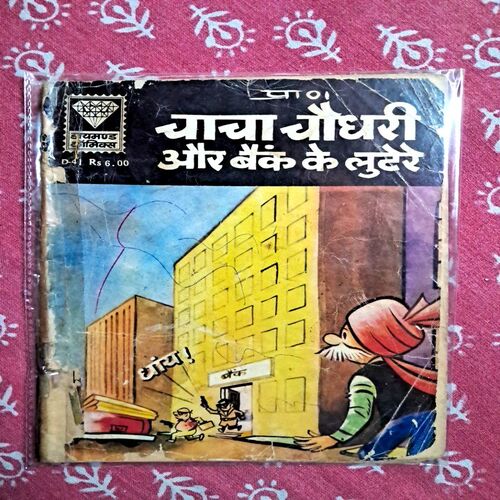 प्राण
डायमण्ड
कॉमिक्स
D-41 Rs 6.00
चाचा चौधरी
और बैंक के लुटेरे
धांय!
बैंक